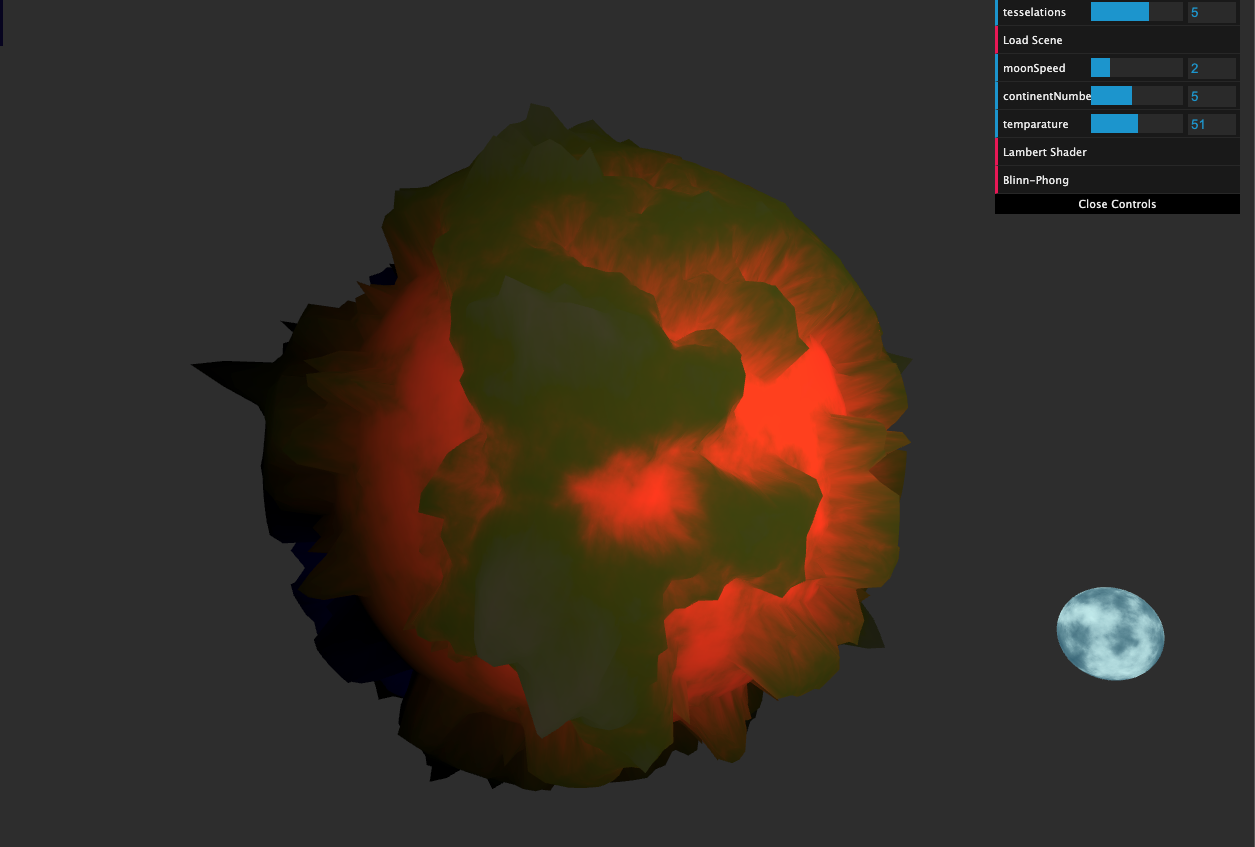 tesselations 5
Load Scene
moonSpeed 2
continentNumbe 5
temparature 51
Lambert Shader
Blinn-Phong
Close Controls